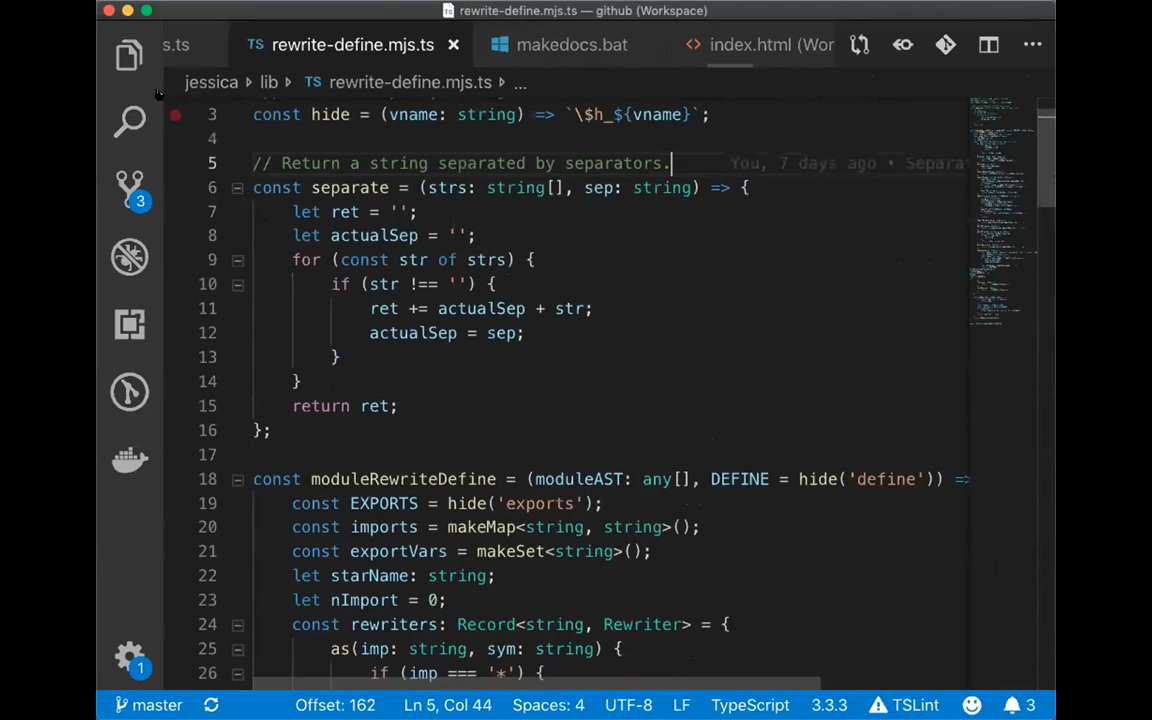 rewrite-define.mjs.ts — github (Workspace)
s.ts TS rewrite-define.mjs.ts makedocs.bat <> index.html (Wor
jessica > lib > TS rewrite-define.mjs.ts > ...
3 const hide = (vname: string) => `\$h_${vname}`;
4
5 // Return a string separated by separators. You, 7 days ago • Separa
6 const separate = (strs: string[], sep: string) => {
7 let ret = '';
8 let actualSep = '';
9 for (const str of strs) {
10 if (str !== '') {
11 ret += actualSep + str;
12 actualSep = sep;
13 }
14 }
15 return ret;
16 };
17
18 const moduleRewriteDefine = (moduleAST: any[], DEFINE = hide('define')) =>
19 const EXPORTS = hide('exports');
20 const imports = makeMap<string, string>();
21 const exportVars = makeSet<string>();
22 let starName: string;
23 let nImport = 0;
24 const rewriters: Record<string, Rewriter> = {
25 as(imp: string, sym: string) {
26 if (imp === '*') {
3
1
master Offset: 162 Ln 5, Col 44 Spaces: 4 UTF-8 LF TypeScript 3.3.3 TSLint 3